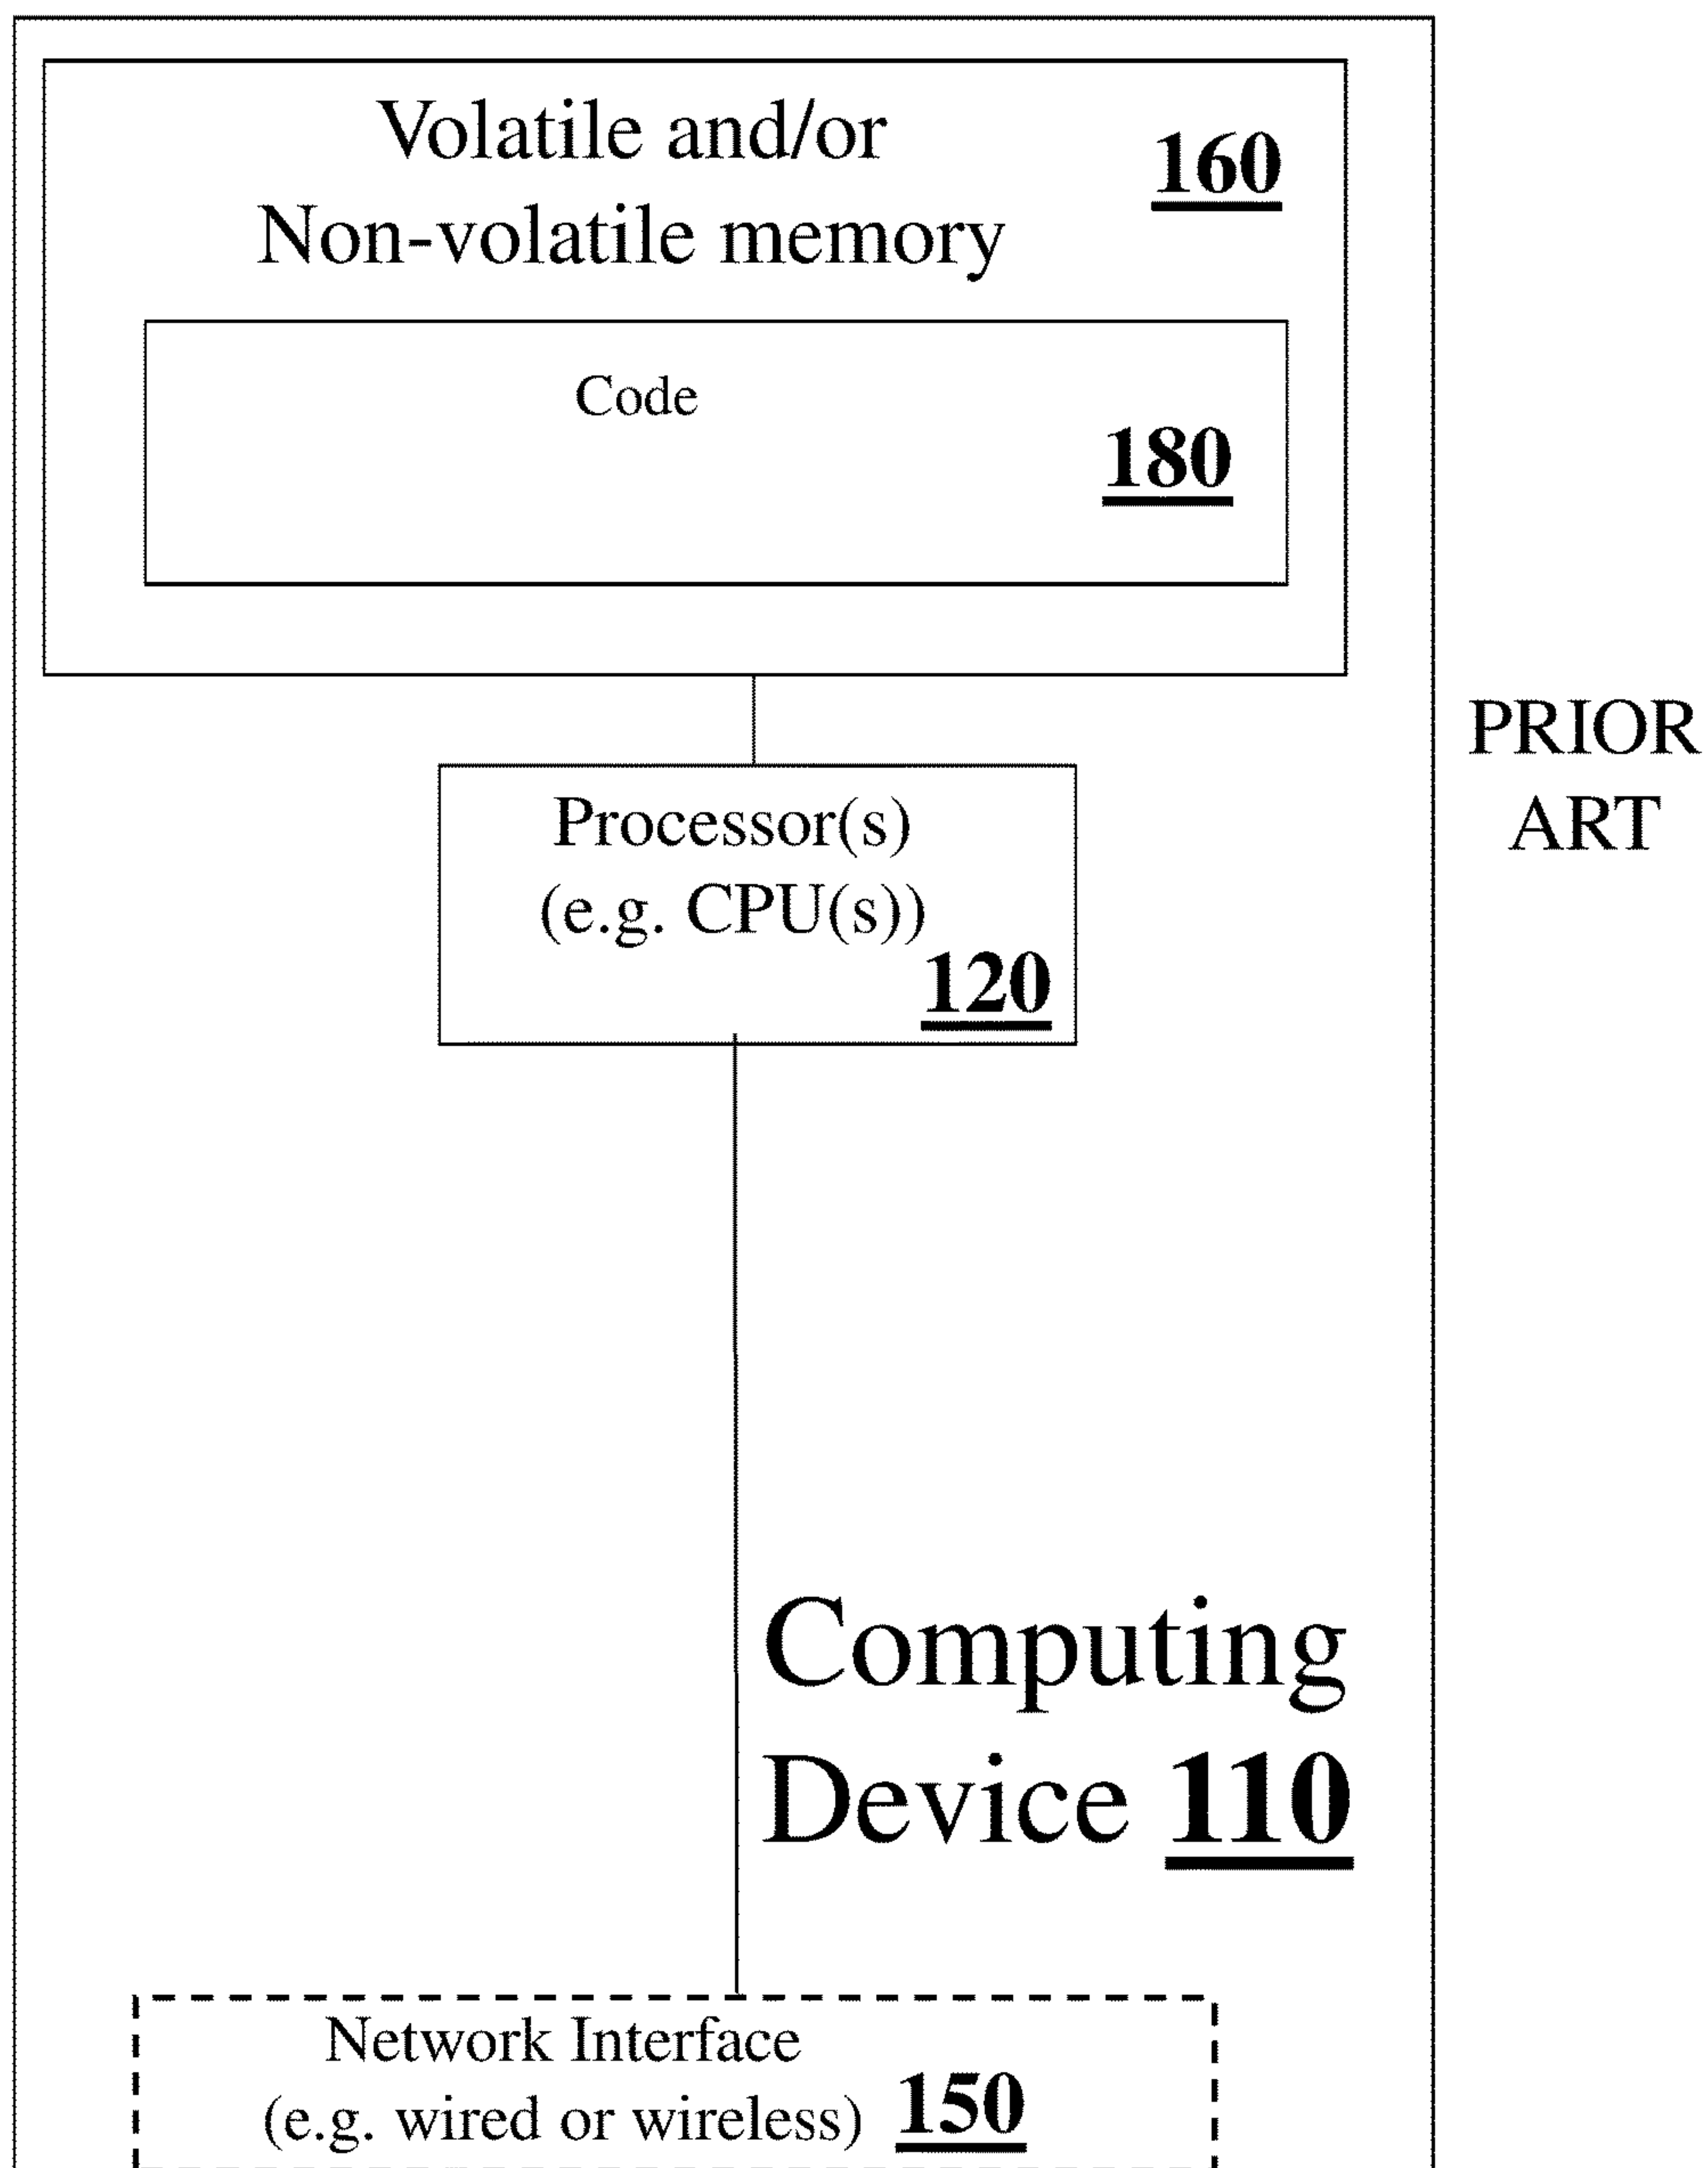 Volatile and/or
Non-volatile memory
160
Code
180
PRIOR
ART
Processor(s)
(e.g. CPU(s))
120
Computing
Device 110
Network Interface
(e.g. wired or wireless) 150